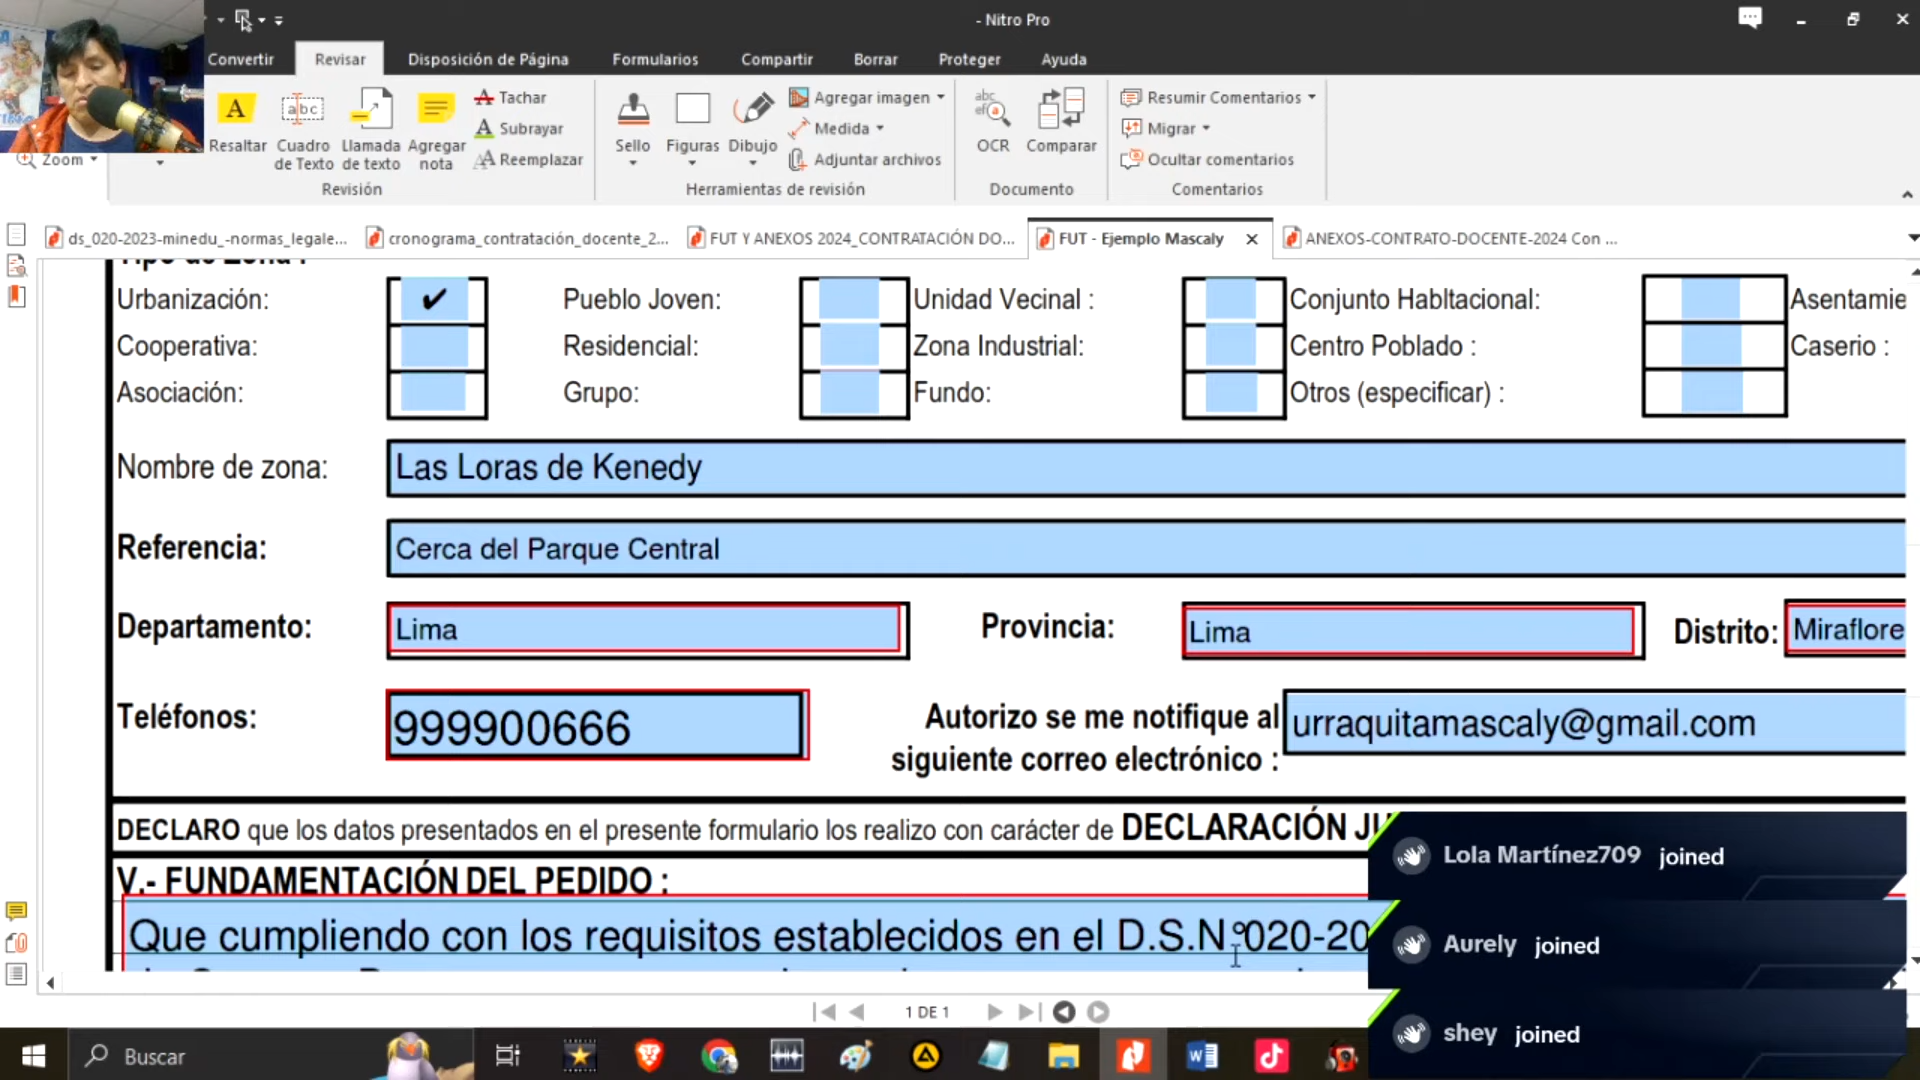 - Nitro Pro
Convertir
Revisar
Disposición de Página
Formularios
Compartir
Borrar
Proteger
Ayuda
Zoom
Resaltar
Cuadro de Texto
Llamada de texto
Agregar nota
Tachar
Subrayar
Reemplazar
Revisión
Sello
Figuras
Dibujo
Agregar imagen
Medida
Adjuntar archivos
Herramientas de revisión
OCR
Comparar
Documento
Resumir Comentarios
Migrar
Ocultar comentarios
Comentarios
ds_020-2023-minedu_-normas_legale...
cronograma_contratación_docente_2...
FUT Y ANEXOS 2024_CONTRATACIÓN DO...
FUT - Ejemplo Mascaly
ANEXOS-CONTRATO-DOCENTE-2024 Con ...
Urbanización: ✔ Pueblo Joven: Unidad Vecinal : Conjunto Habltacional: Asentamie
Cooperativa: Residencial: Zona Industrial: Centro Poblado : Caserio :
Asociación: Grupo: Fundo: Otros (especificar) :
Nombre de zona: Las Loras de Kenedy
Referencia: Cerca del Parque Central
Departamento: Lima Provincia: Lima Distrito: Miraflore
Teléfonos: 999900666 Autorizo se me notifique al
siguiente correo electrónico : urraquitamascaly@gmail.com
DECLARO que los datos presentados en el presente formulario los realizo con carácter de DECLARACIÓN JU
V.- FUNDAMENTACIÓN DEL PEDIDO :
Que cumpliendo con los requisitos establecidos en el D.S.N°020-20
Lola Martínez709 joined
Aurely joined
shey joined
1 DE 1
Buscar